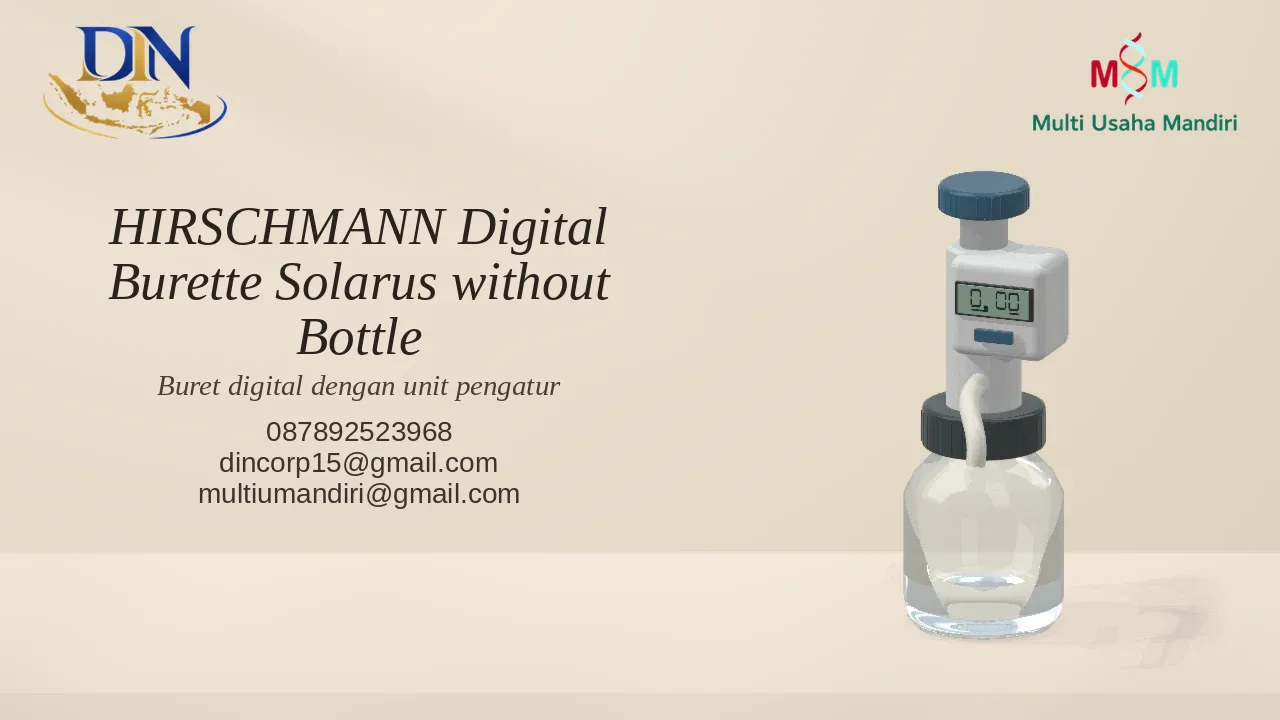 DIN
M M
Multi Usaha Mandiri
HIRSCHMANN Digital
Burette Solarus without
Bottle
Buret digital dengan unit pengatur
087892523968
dincorp15@gmail.com
multiumandiri@gmail.com
0.00